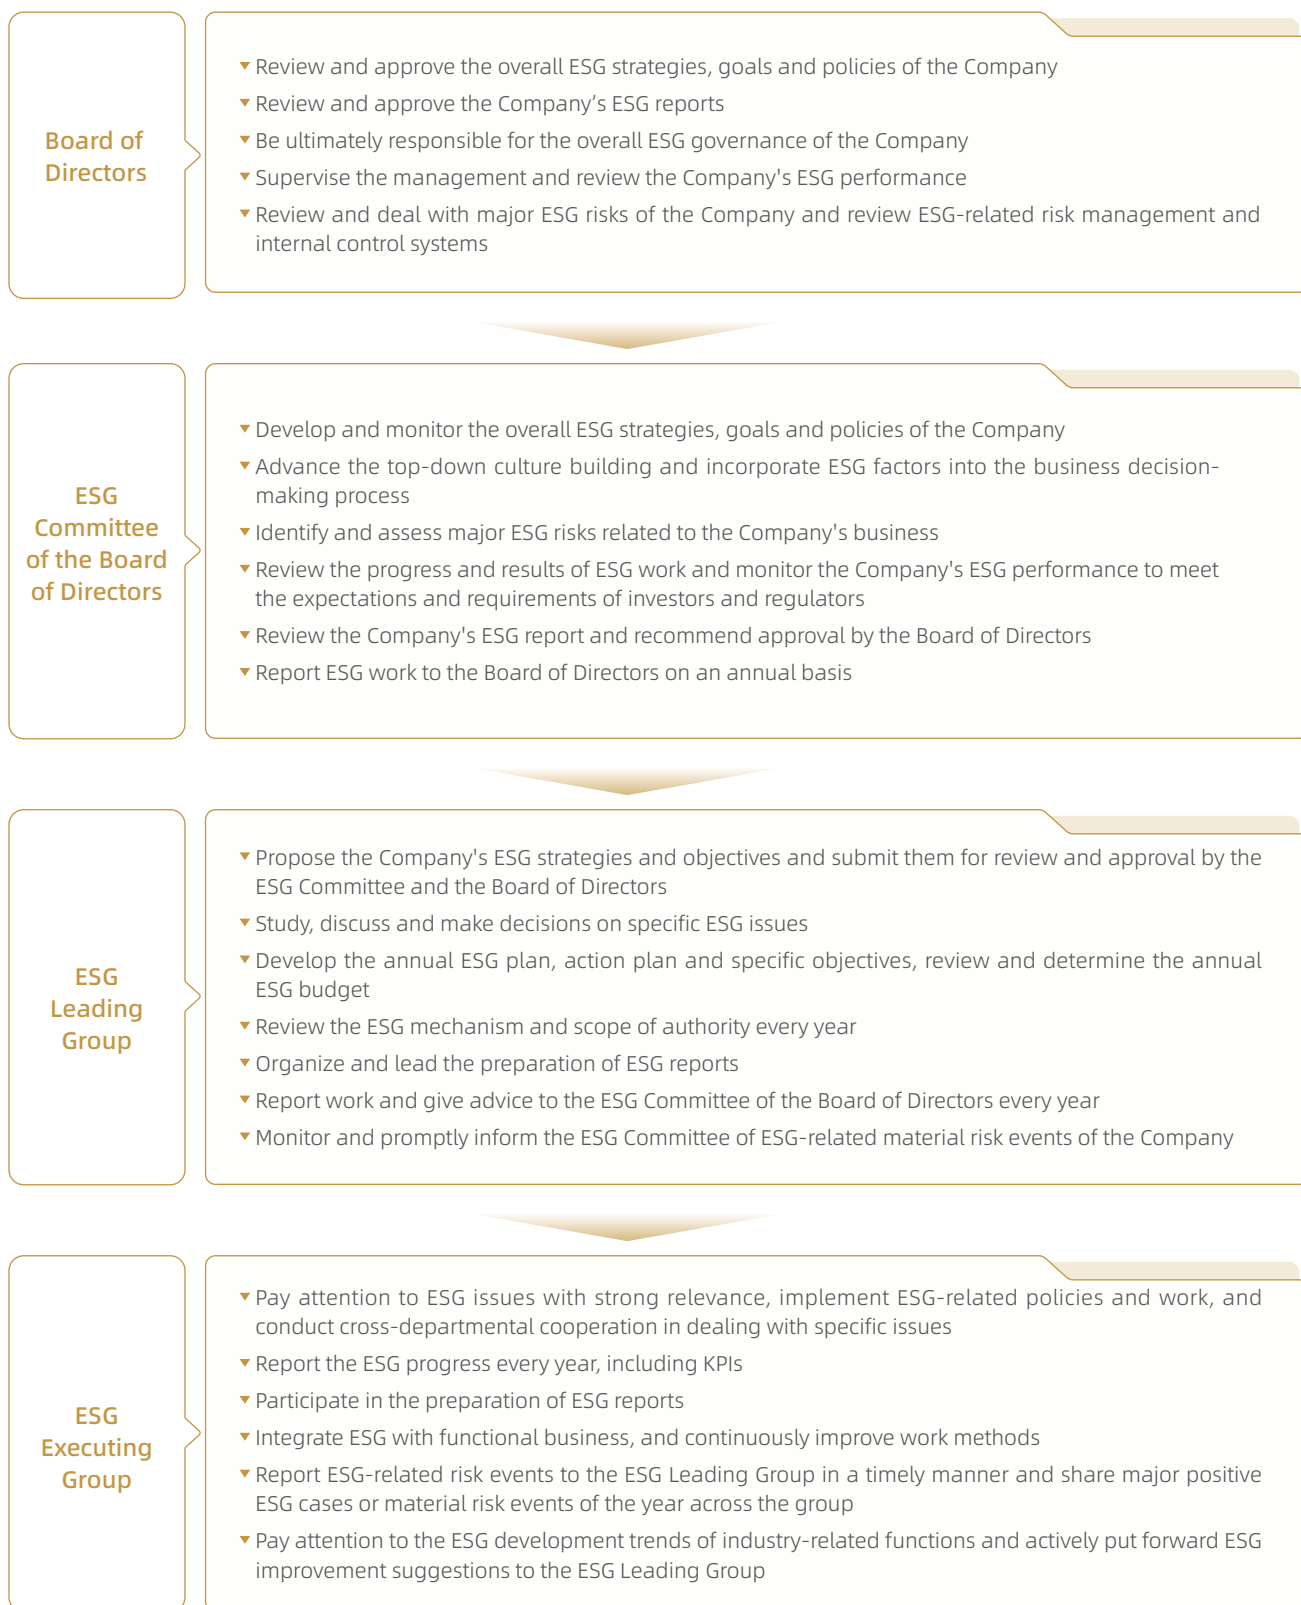 Board of
Directors
Review and approve the overall ESG strategies, goals and policies of the Company
Review and approve the Company's ESG reports
Be ultimately responsible for the overall ESG governance of the Company
Supervise the management and review the Company's ESG performance
Review and deal with major ESG risks of the Company and review ESG-related risk management and
internal control systems
ESG
Committee
of the Board
of Directors
Develop and monitor the overall ESG strategies, goals and policies of the Company
Advance the top-down culture building and incorporate ESG factors into the business decision-
making process
Identify and assess major ESG risks related to the Company's business
Review the progress and results of ESG work and monitor the Company's ESG performance to meet
the expectations and requirements of investors and regulators
Review the Company's ESG report and recommend approval by the Board of Directors
Report ESG work to the Board of Directors on an annual basis
ESG
Leading
Group
Propose the Company's ESG strategies and objectives and submit them for review and approval by the
ESG Committee and the Board of Directors
Study, discuss and make decisions on specific ESG issues
Develop the annual ESG plan, action plan and specific objectives, review and determine the annual
ESG budget
Review the ESG mechanism and scope of authority every year
Organize and lead the preparation of ESG reports
Report work and give advice to the ESG Committee of the Board of Directors every year
Monitor and promptly inform the ESG Committee of ESG-related material risk events of the Company
ESG
Executing
Group
Pay attention to ESG issues with strong relevance, implement ESG-related policies and work, and
conduct cross-departmental cooperation in dealing with specific issues
Report the ESG progress every year, including KPIs
Participate in the preparation of ESG reports
Integrate ESG with functional business, and continuously improve work methods
Report ESG-related risk events to the ESG Leading Group in a timely manner and share major positive
ESG cases or material risk events of the year across the group
Pay attention to the ESG development trends of industry-related functions and actively put forward ESG
improvement suggestions to the ESG Leading Group